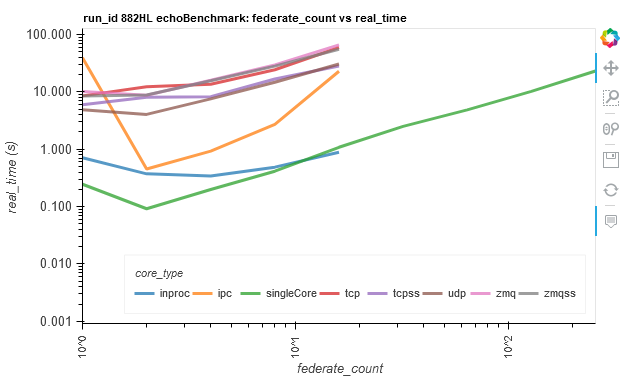 run_id 882HL echoBenchmark: federate_count vs real_time
100.000
10.000
1.000
0.100
0.010
0.001
real_time (s)
core_type
inproc ipc singleCore tcp tcpss udp zmq zmqss
10^0 10^1 10^2
federate_count